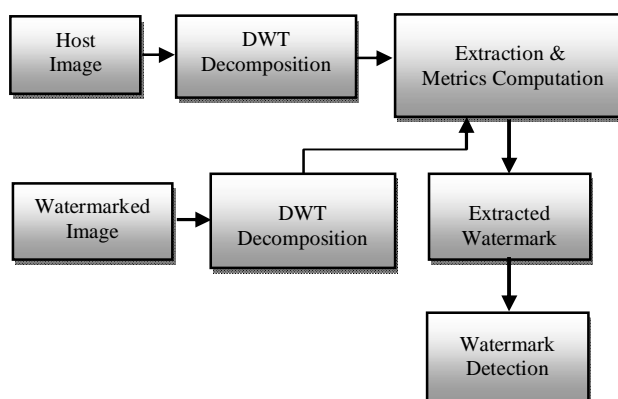 Host
Image
DWT
Decomposition
Extraction &
Metrics Computation
Watermarked
Image
DWT
Decomposition
Extracted
Watermark
Watermark
Detection